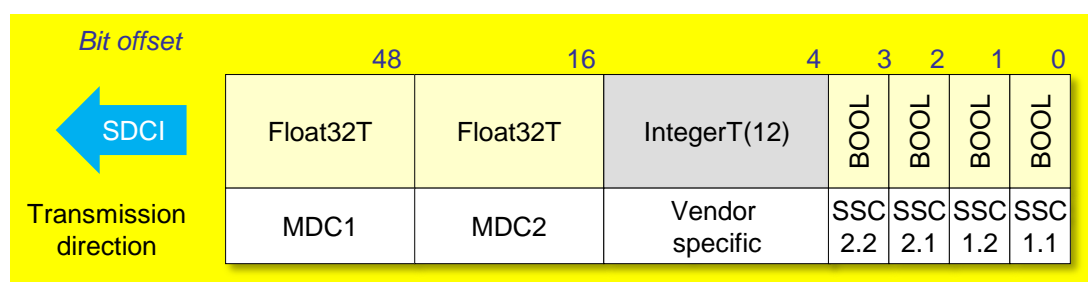 Bit offset
48 16 4 3 2 1 0
SDCI
Float32T Float32T IntegerT(12) BOOL BOOL BOOL BOOL
Transmission
direction
MDC1 MDC2
Vendor
specific
SSC SSC SSC SSC
2.2 2.1 1.2 1.1